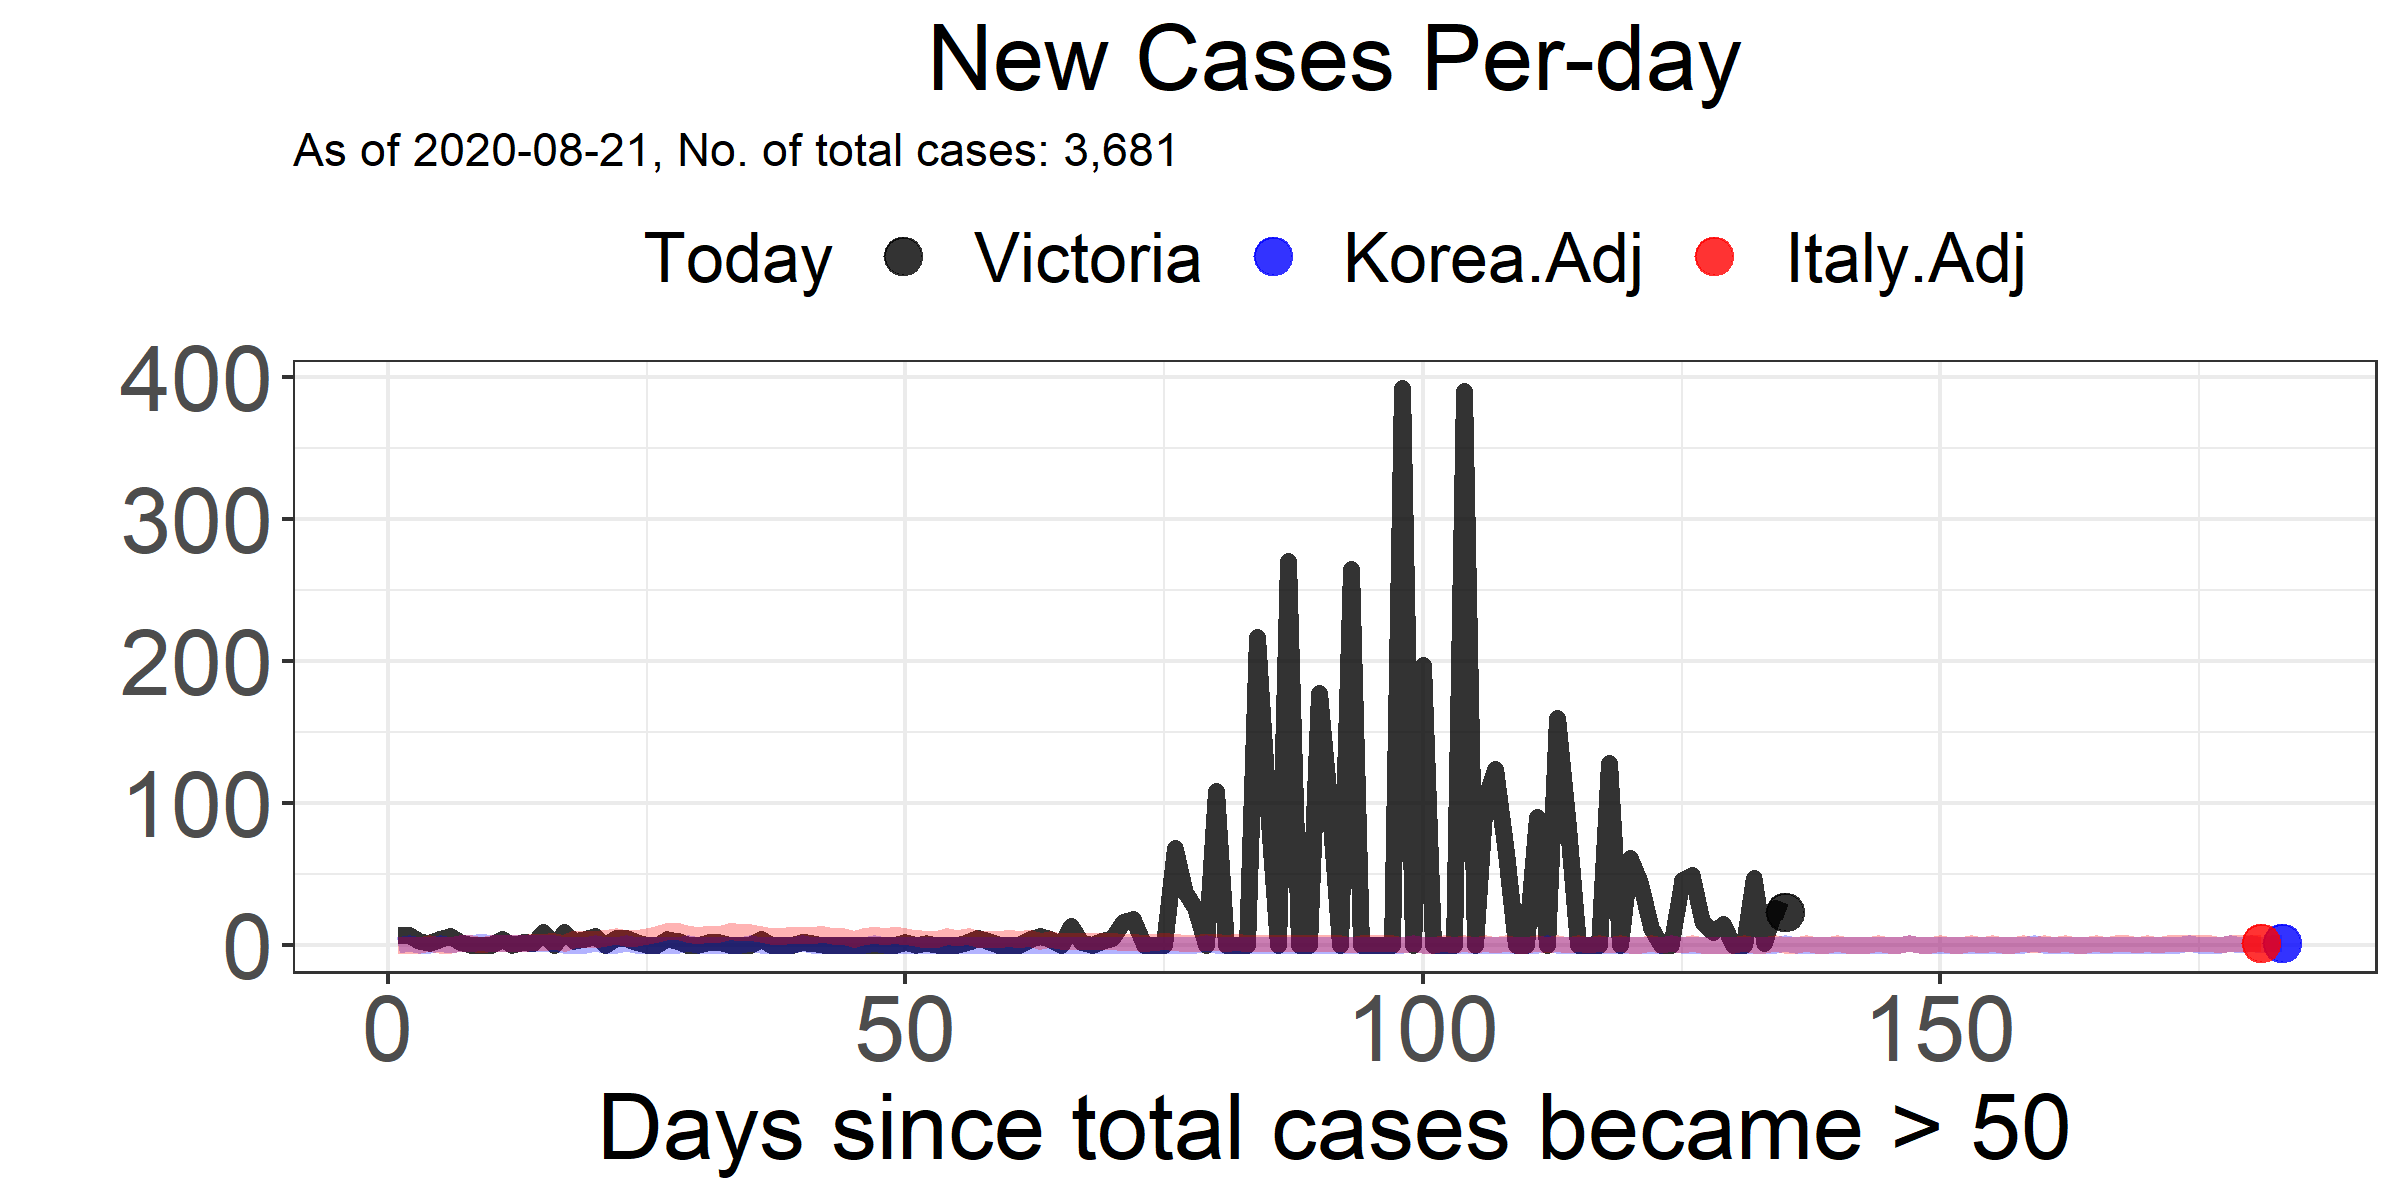 New Cases Per-day
As of 2020-08-21, No. of total cases: 3,681
Today Victoria Korea.Adj Italy.Adj
400
300
200
100
0
0 50 100 150
Days since total cases became > 50